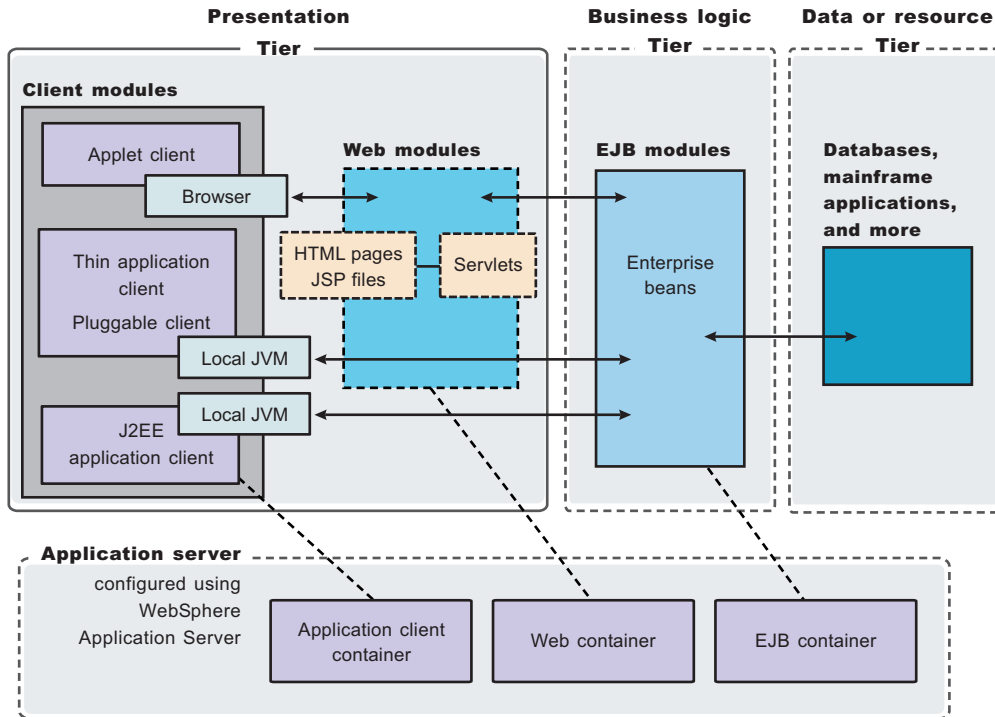 Presentation
Tier
Business logic
Tier
Data or resource
Tier
Client modules
Applet client
Browser
Thin application
client
Pluggable client
Local JVM
Local JVM
J2EE
application client
Web modules
HTML pages
JSP files
Servlets
EJB modules
Enterprise
beans
Databases,
mainframe
applications,
and more
Application server
configured using
WebSphere
Application Server
Application client
container
Web container
EJB container